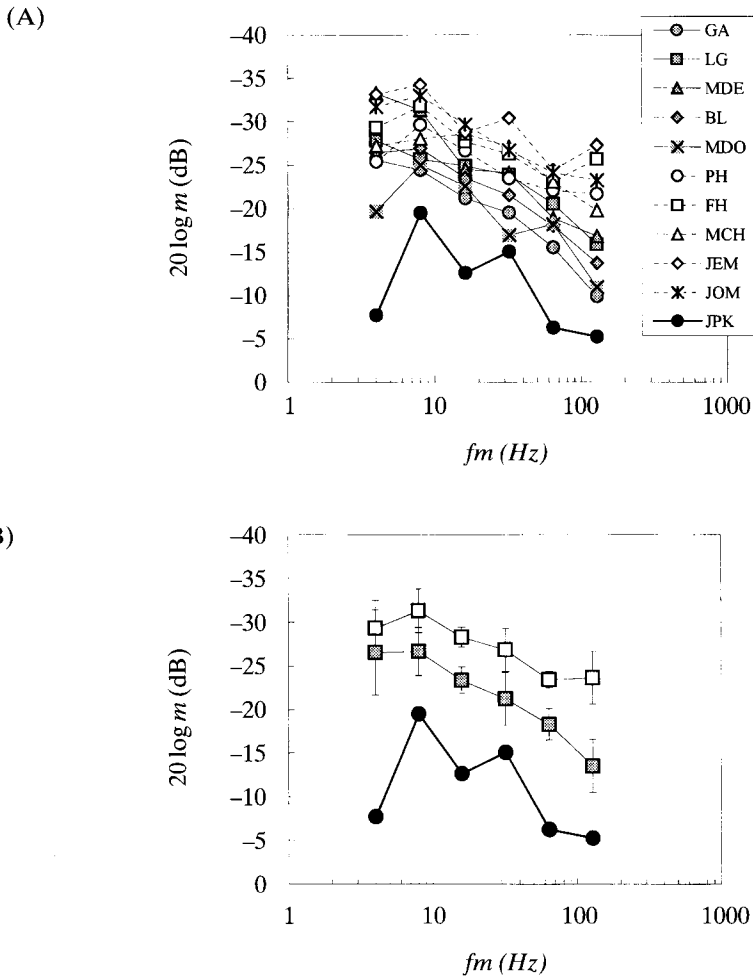 (A)
20 log m (dB)
–40
–35
–30
–25
–20
–15
–10
–5
0
1
10
100
1000
fm (Hz)
GA
LG
MDE
BL
MDO
PH
FH
MCH
JEM
JOM
JPK
B)
20 log m (dB)
–40
–35
–30
–25
–20
–15
–10
–5
0
1
10
100
1000
fm (Hz)